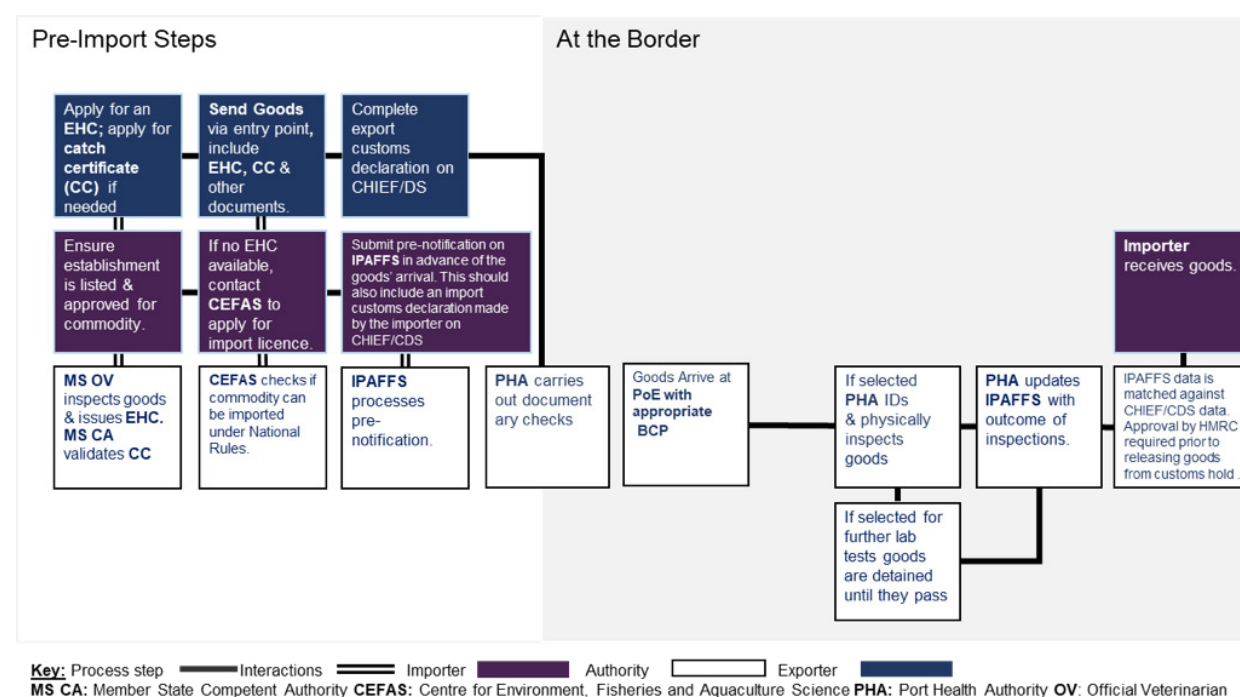 Pre-Import Steps
At the Border
Apply for an
EHC; apply for
catch
certificate
(CC) if
needed
Send Goods
via entry point,
include
EHC, CC &
other
documents.
Complete
export
customs
declaration on
CHIEF/DS
Ensure
establishment
is listed &
approved for
commodity.
If no EHC
available,
contact
CEFAS to
apply for
import licence.
Submit pre-notification on
IPAFFS in advance of the
goods' arrival. This should
also include an import
customs declaration made
by the importer on
CHIEF/CDS
Importer
receives goods.
MS OV
inspects goods
& issues EHC.
MS CA
validates CC
CEFAS checks if
commodity can
be imported
under National
Rules.
IPAFFS
processes
pre-
notification.
PHA carries
out document
ary checks
Goods Arrive at
PoE with
appropriate
BCP
If selected
PHA IDs
& physically
inspects
goods
PHA updates
IPAFFS with
outcome of
inspections.
IPAFFS data is
matched against
CHIEF/CDS data.
Approval by HMRC
required prior to
releasing goods
from customs hold .
If selected for
further lab
tests goods
are detained
until they pass
Key: Process step Interactions Importer Authority Exporter
MS CA: Member State Competent Authority CEFAS: Centre for Environment, Fisheries and Aquaculture Science PHA: Port Health Authority OV: Official Veterinarian